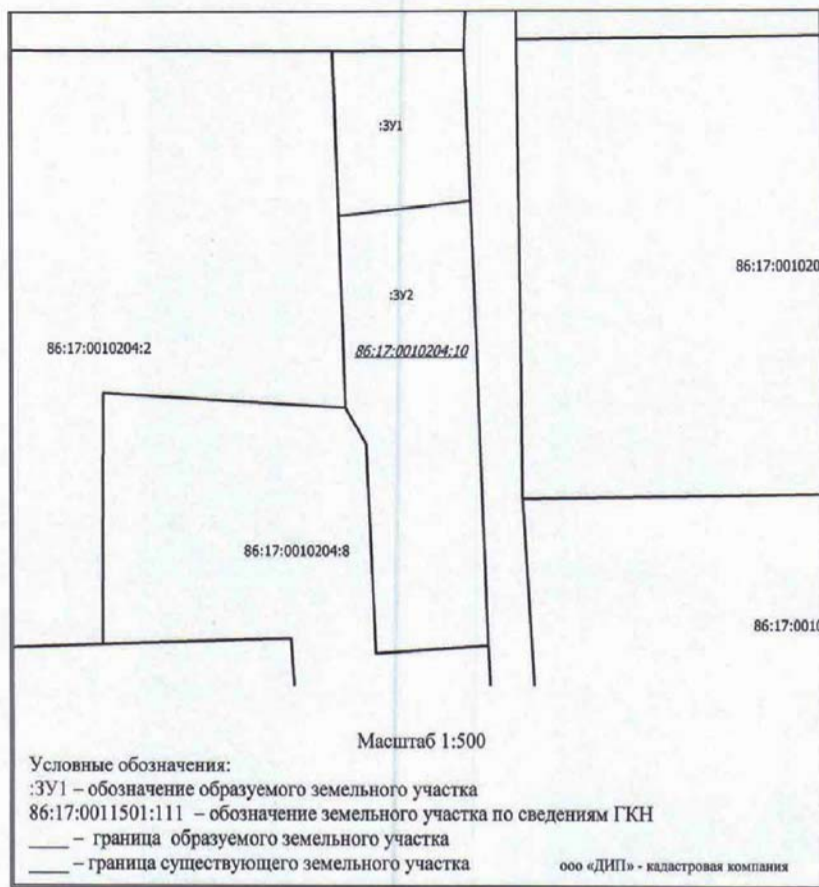 :ЗУ1
86:17:001020
:ЗУ2
86:17:0010204:2
86:17:0010204:10
86:17:0010204:8
86:17:0010
Масштаб 1:500
Условные обозначения:
:ЗУ1 – обозначение образуемого земельного участка
86:17:0011501:111 – обозначение земельного участка по сведениям ГКН
____ – граница образуемого земельного участка
____ – граница существующего земельного участка
ооо «ДИП» - кадастровая компания